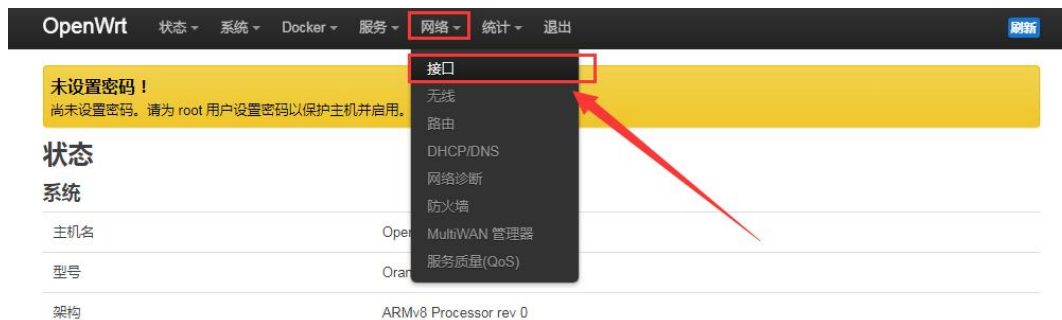 OpenWrt 状态 系统 Docker 服务 网络 统计 退出 刷新
接口
无线
路由
DHCP/DNS
网络诊断
防火墙
MultiWAN 管理器
服务质量(QoS)
未设置密码！
尚未设置密码。请为 root 用户设置密码以保护主机并启用。
状态
系统
主机名 Oper
型号 Oran
架构 ARMv8 Processor rev 0